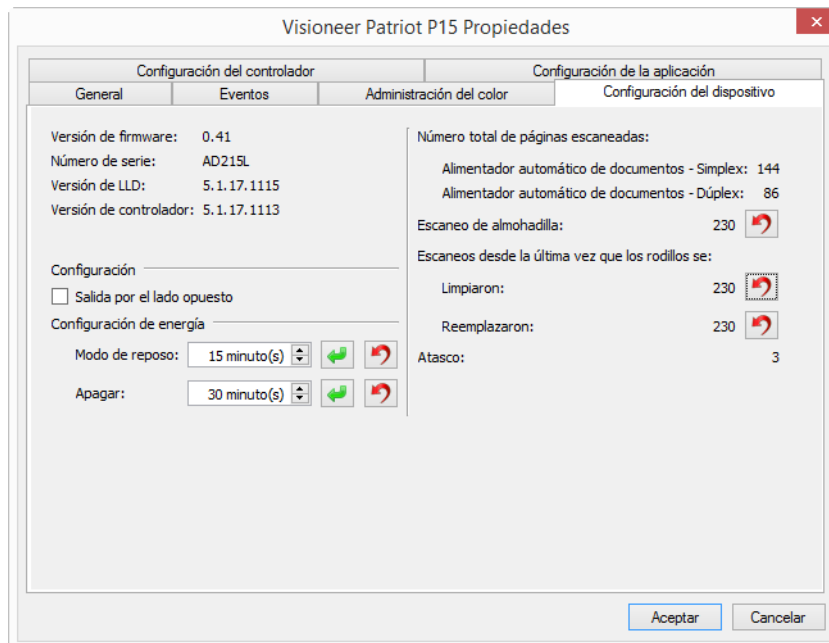 Visioneer Patriot P15 Propiedades
Configuración del controlador
Configuración de la aplicación
General
Eventos
Administración del color
Configuración del dispositivo
Versión de firmware: 0.41
Número de serie: AD215L
Versión de LLD: 5.1.17.1115
Versión de controlador: 5.1.17.1113
Configuración
Salida por el lado opuesto
Configuración de energía
Modo de reposo: 15 minuto(s)
Apagar: 30 minuto(s)
Número total de páginas escaneadas:
Alimentador automático de documentos - Simplex: 144
Alimentador automático de documentos - Dúplex: 86
Escaneo de almohadilla: 230
Escaneos desde la última vez que los rodillos se:
Limpiaron: 230
Reemplazaron: 230
Atasco: 3
Aceptar
Cancelar